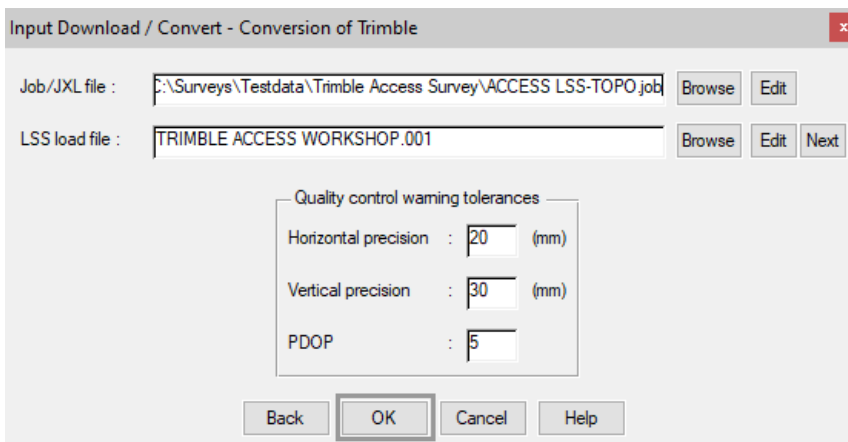 Input Download / Convert - Conversion of Trimble x
Job/JXL file : C:\Surveys\Testdata\Trimble Access Survey\ACCESS LSS-TOPO.job Browse Edit
LSS load file : TRIMBLE ACCESS WORKSHOP.001 Browse Edit Next
Quality control warning tolerances
Horizontal precision : 20 (mm)
Vertical precision : 30 (mm)
PDOP : 5
Back OK Cancel Help